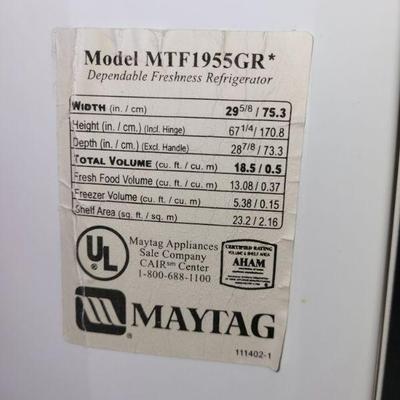 Model MTF1955GR*
Dependable Freshness Refrigerator
WIDTH (in. / cm) 29 5/8 / 75.3
Height (in. / cm.) (Incl. Hinge) 67 1/4 / 170.8
Depth (in. / cm.) (Excl. Handle) 28 7/8 / 73.3
TOTAL VOLUME (cu. ft. / cu. m) 18.5 / 0.5
Fresh Food Volume (cu. ft. / cu. m) 13.08 / 0.37
Freezer Volume (cu. ft. / cu. m) 5.38 / 0.15
Shelf Area (sq. ft. / sq. m) 23.2 / 2.16
UL
®
Maytag Appliances
Sale Company
CAIR℠ Center
1-800-688-1100
CERTIFIED RATING
VOLUME & SHELF AREA
AHAM
MAYTAG
®
111402-1